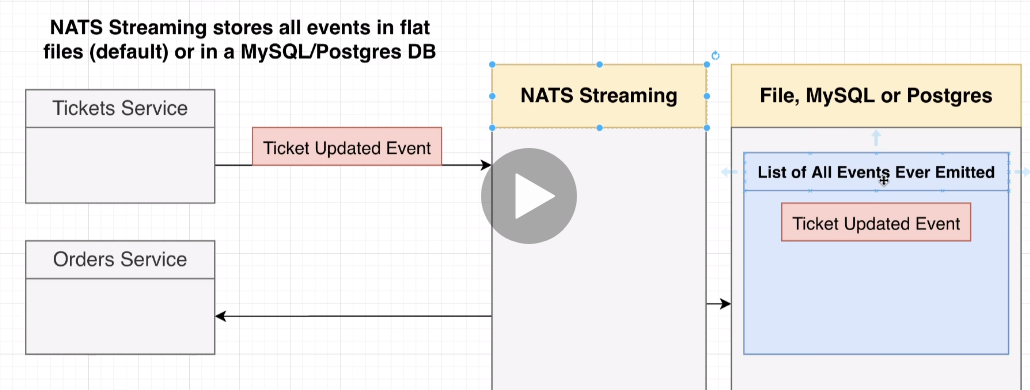 NATS Streaming stores all events in flat
files (default) or in a MySQL/Postgres DB
Tickets Service
Ticket Updated Event
NATS Streaming
File, MySQL or Postgres
List of All Events Ever Emitted
Ticket Updated Event
Orders Service